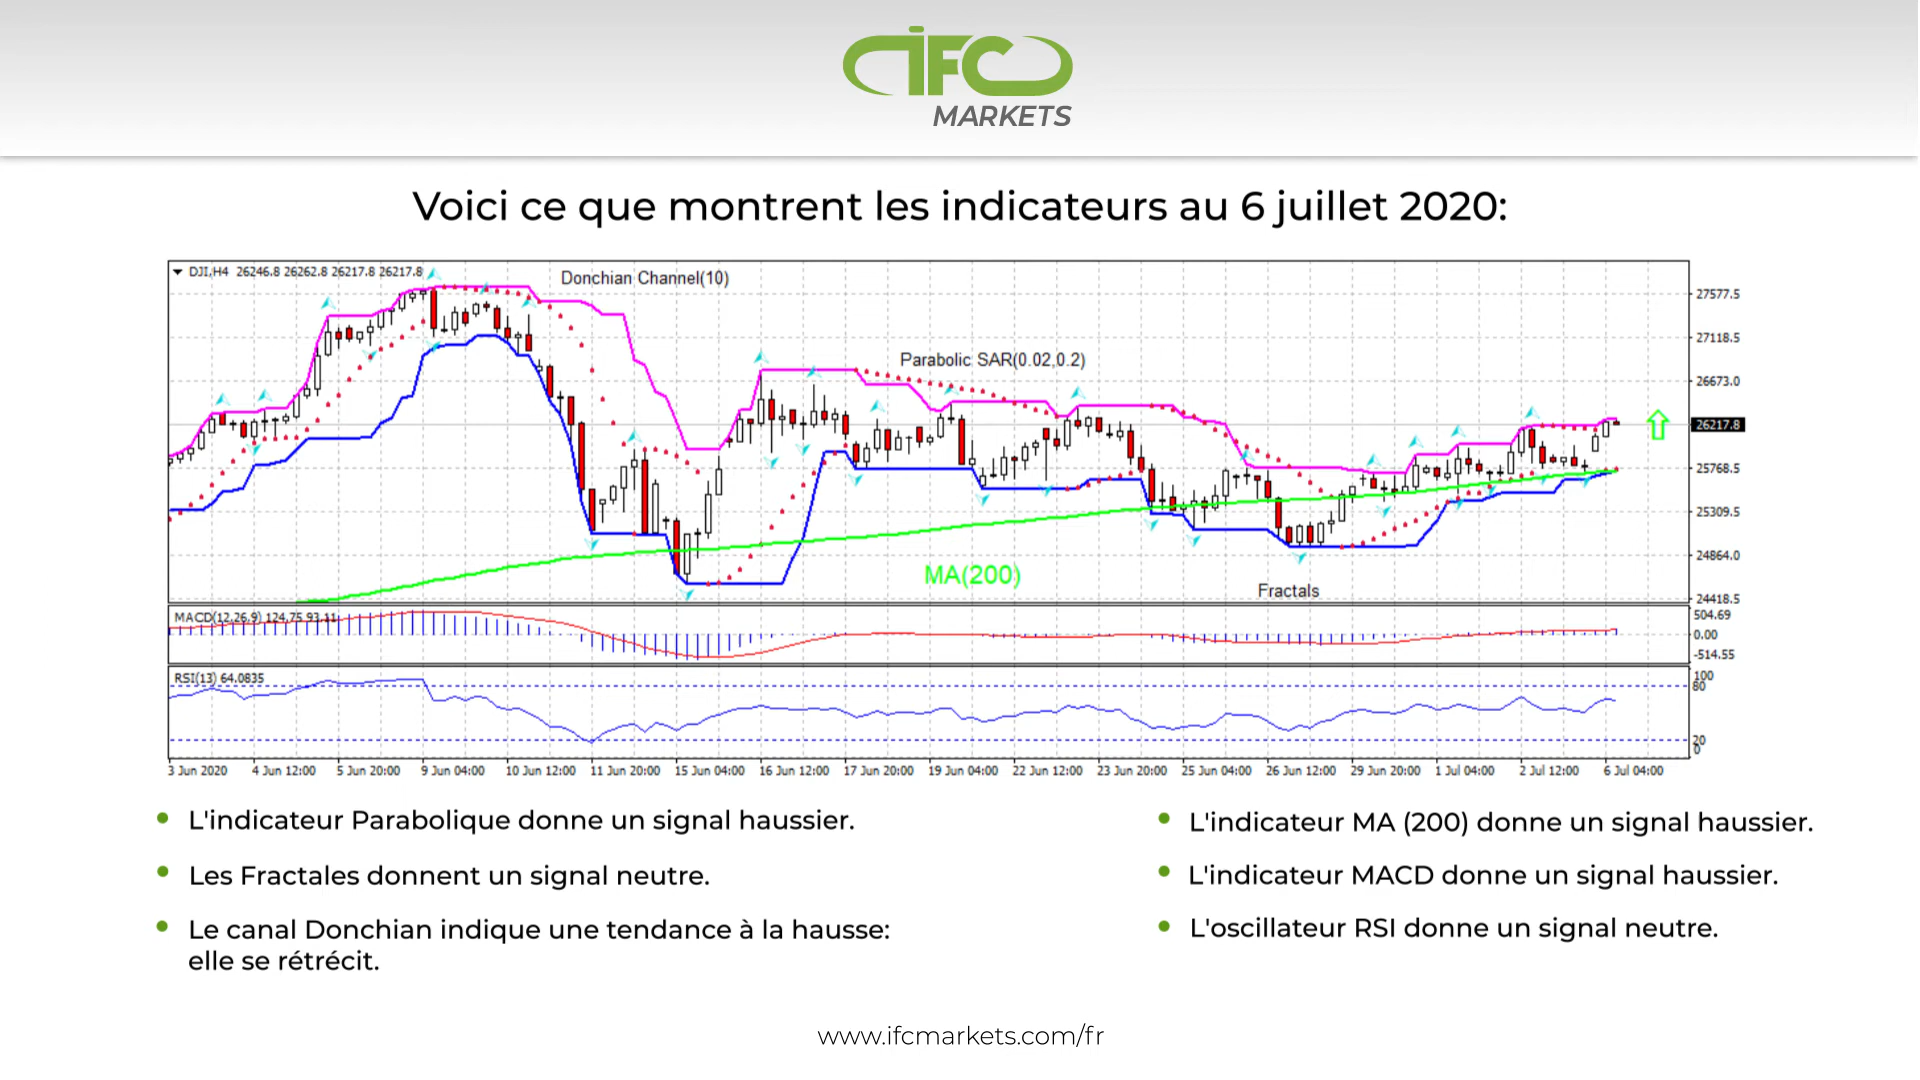 IFC
MARKETS
Voici ce que montrent les indicateurs au 6 juillet 2020:
DJI,H4 26246.8 26262.8 26217.8 26217.8
Donchian Channel(10)
Parabolic SAR(0.02,0.2)
MA(200)
Fractals
27577.5
27118.5
26673.0
26217.8
25768.5
25309.5
24864.0
24418.5
MACD(12,26,9) 124.75 93.11
504.69
0.00
-514.55
RSI(13) 64.0835
100
80
20
0
3 Jun 2020 4 Jun 12:00 5 Jun 20:00 9 Jun 04:00 10 Jun 12:00 11 Jun 20:00 15 Jun 04:00 16 Jun 12:00 17 Jun 20:00 19 Jun 04:00 22 Jun 12:00 23 Jun 20:00 25 Jun 04:00 26 Jun 12:00 29 Jun 20:00 1 Jul 04:00 2 Jul 12:00 6 Jul 04:00
L'indicateur Parabolique donne un signal haussier.
Les Fractales donnent un signal neutre.
Le canal Donchian indique une tendance à la hausse:
elle se rétrécit.
L'indicateur MA (200) donne un signal haussier.
L'indicateur MACD donne un signal haussier.
L'oscillateur RSI donne un signal neutre.
www.ifcmarkets.com/fr